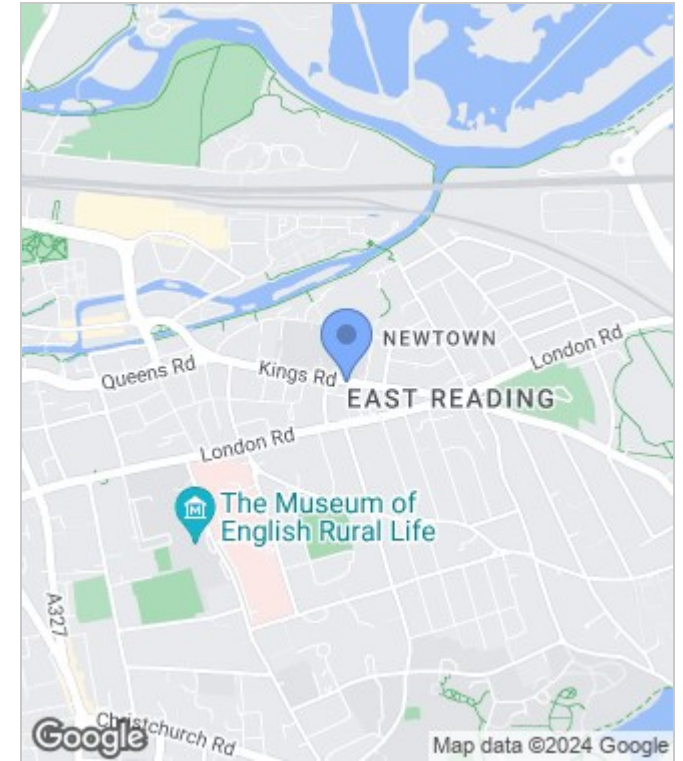 NEWTOWN
London Rd
Queens Rd
Kings Rd
EAST READING
London Rd
M
The Museum of
English Rural Life
A327
Christchurch Rd
Google
Map data ©2024 Google